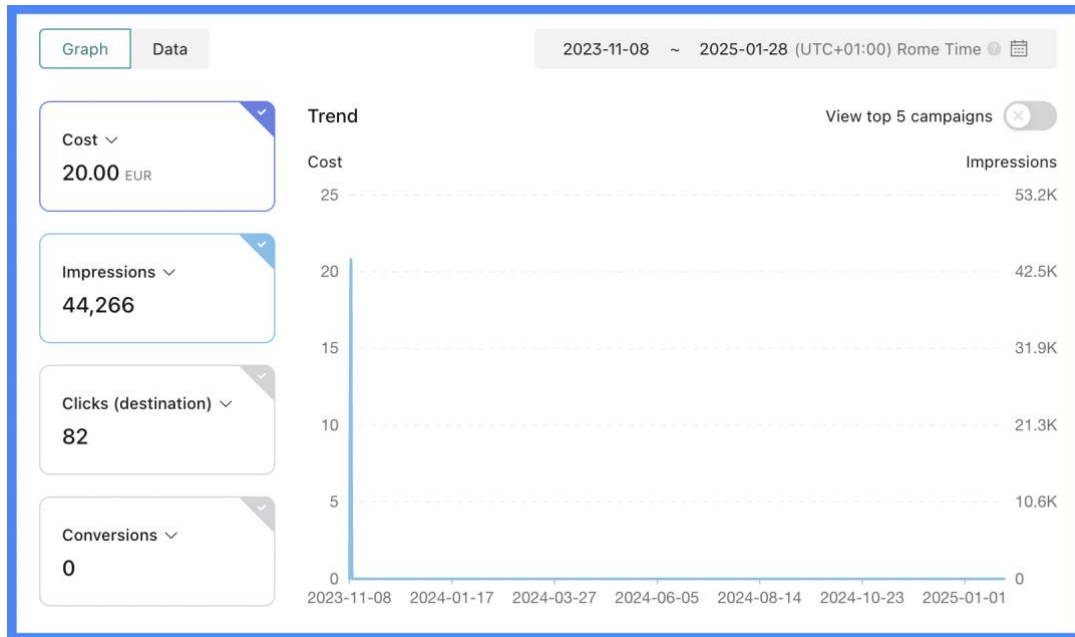 Graph Data 2023-11-08 ~ 2025-01-28 (UTC+01:00) Rome Time
Cost
20.00 EUR
Impressions
44,266
Clicks (destination)
82
Conversions
0
Trend View top 5 campaigns
Cost Impressions
25 53.2K
20 42.5K
15 31.9K
10 21.3K
5 10.6K
0 0
2023-11-08 2024-01-17 2024-03-27 2024-06-05 2024-08-14 2024-10-23 2025-01-01